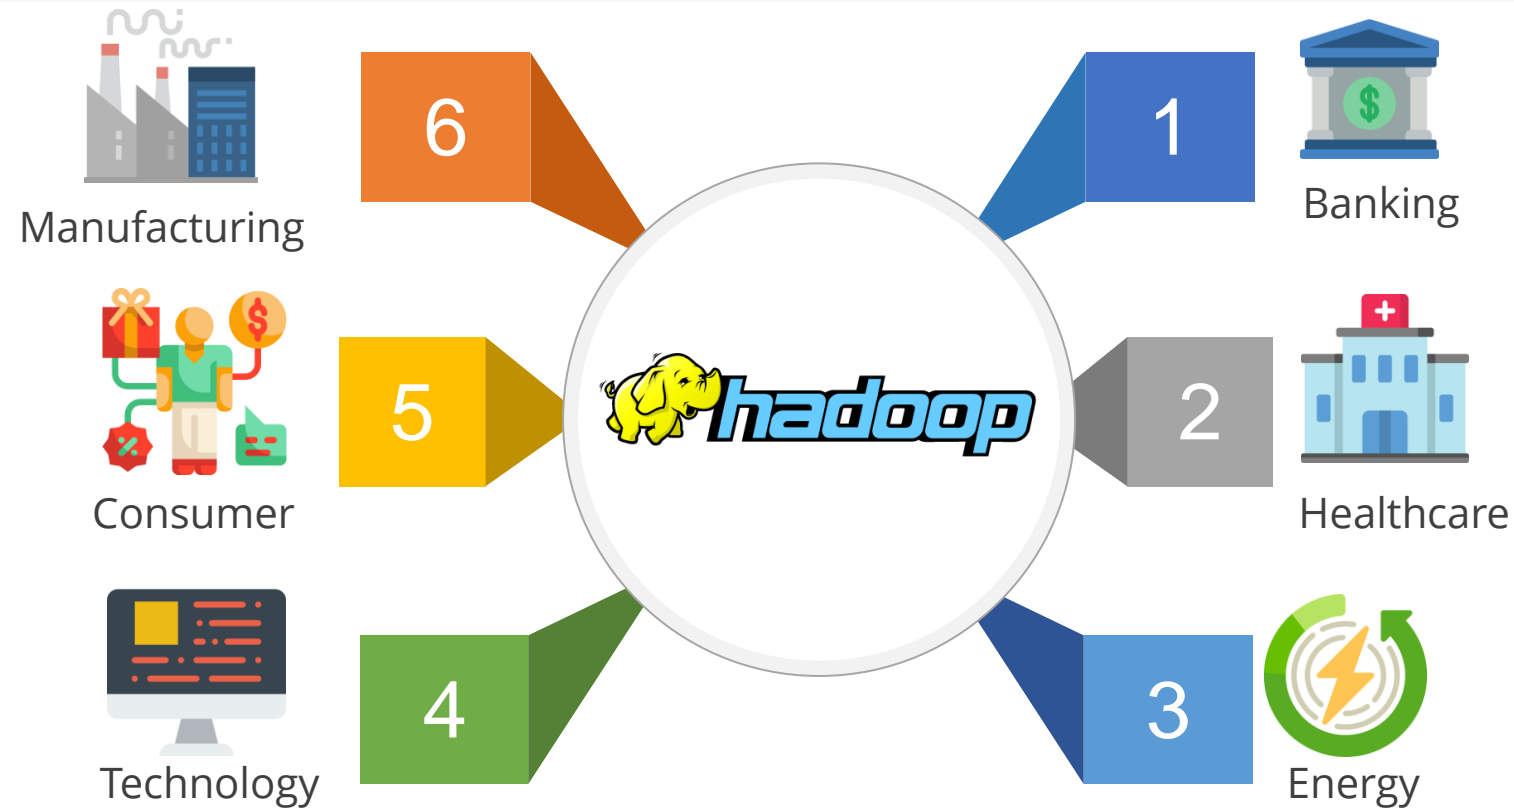 6
1
Manufacturing
Banking
hadoop
5
2
Consumer
Healthcare
4
3
Technology
Energy